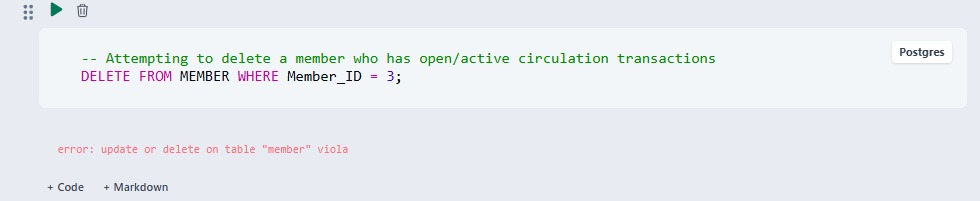 -- Attempting to delete a member who has open/active circulation transactions
Postgres
DELETE FROM MEMBER WHERE Member_ID = 3;
error: update or delete on table "member" viola
+ Code + Markdown